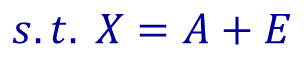 s.t. X = A + E